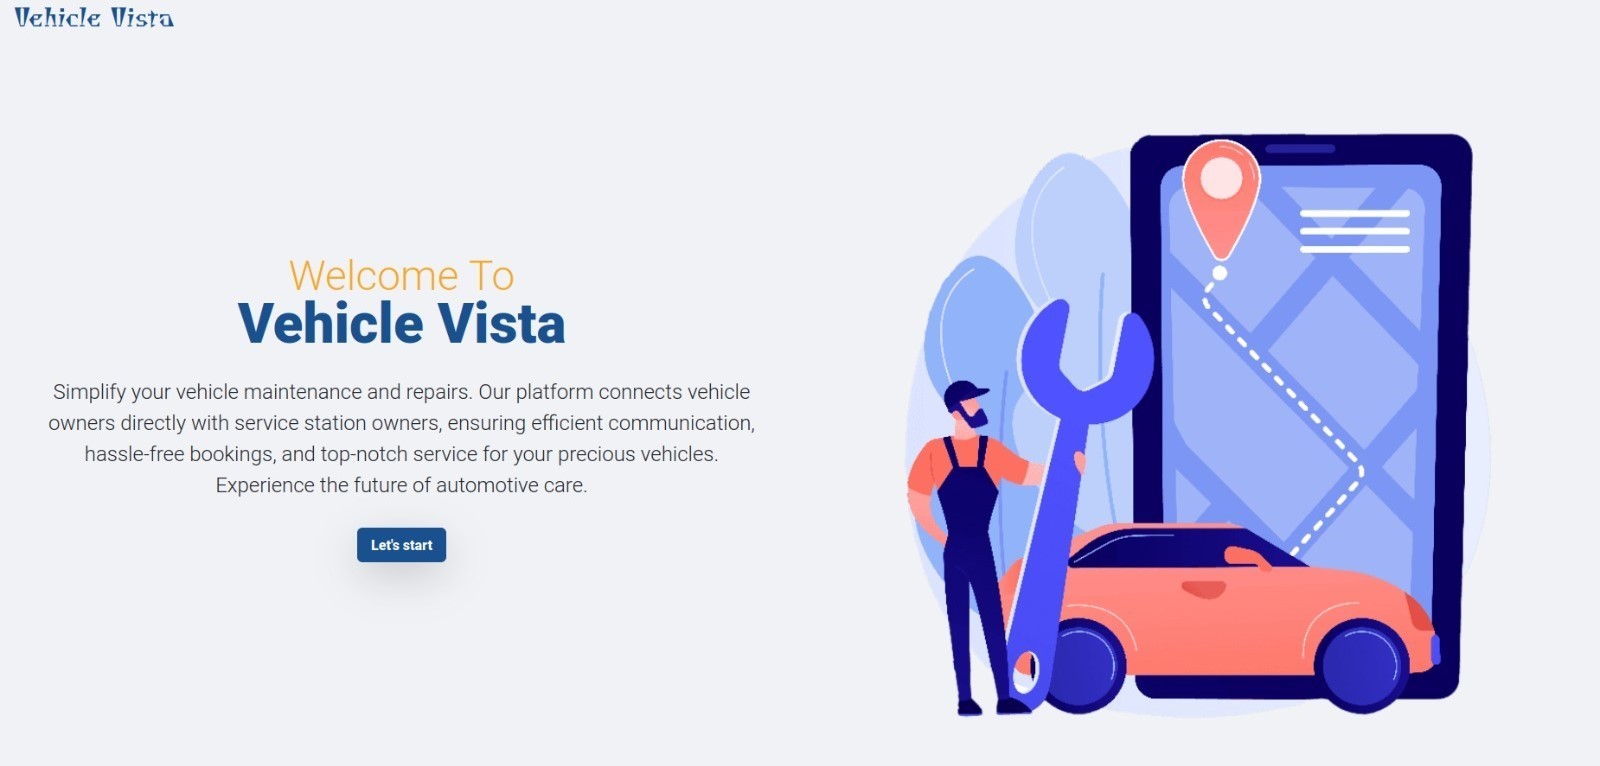 Vehicle Vista
Welcome To
Vehicle Vista
Simplify your vehicle maintenance and repairs. Our platform connects vehicle
owners directly with service station owners, ensuring efficient communication,
hassle-free bookings, and top-notch service for your precious vehicles.
Experience the future of automotive care.
Let's start